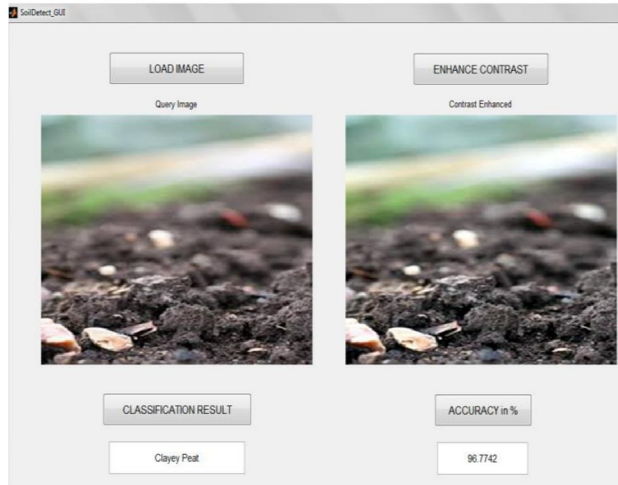 SoilDetect_GUI
LOAD IMAGE
ENHANCE CONTRAST
Query Image
Contrast Enhanced
CLASSIFICATION RESULT
ACCURACY in %
Clayey Peat
96.7742